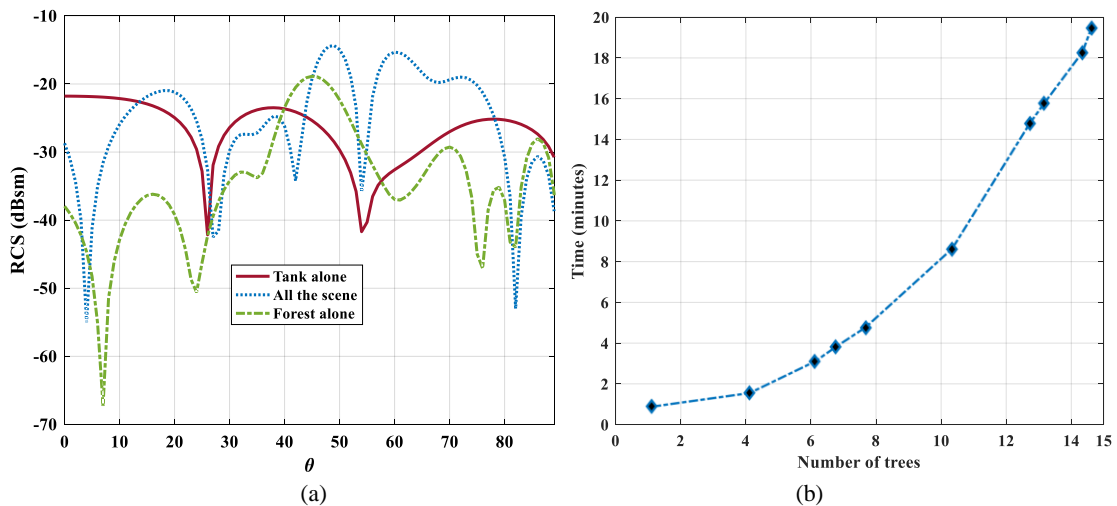 RCS (dBsm)
-10
-20
-30
-40
-50
-60
-70
Tank alone
All the scene
Forest alone
0 10 20 30 40 50 60 70 80
θ
(a)
Time (minutes)
20
18
16
14
12
10
8
6
4
2
0
0 2 4 6 8 10 12 14 15
Number of trees
(b)